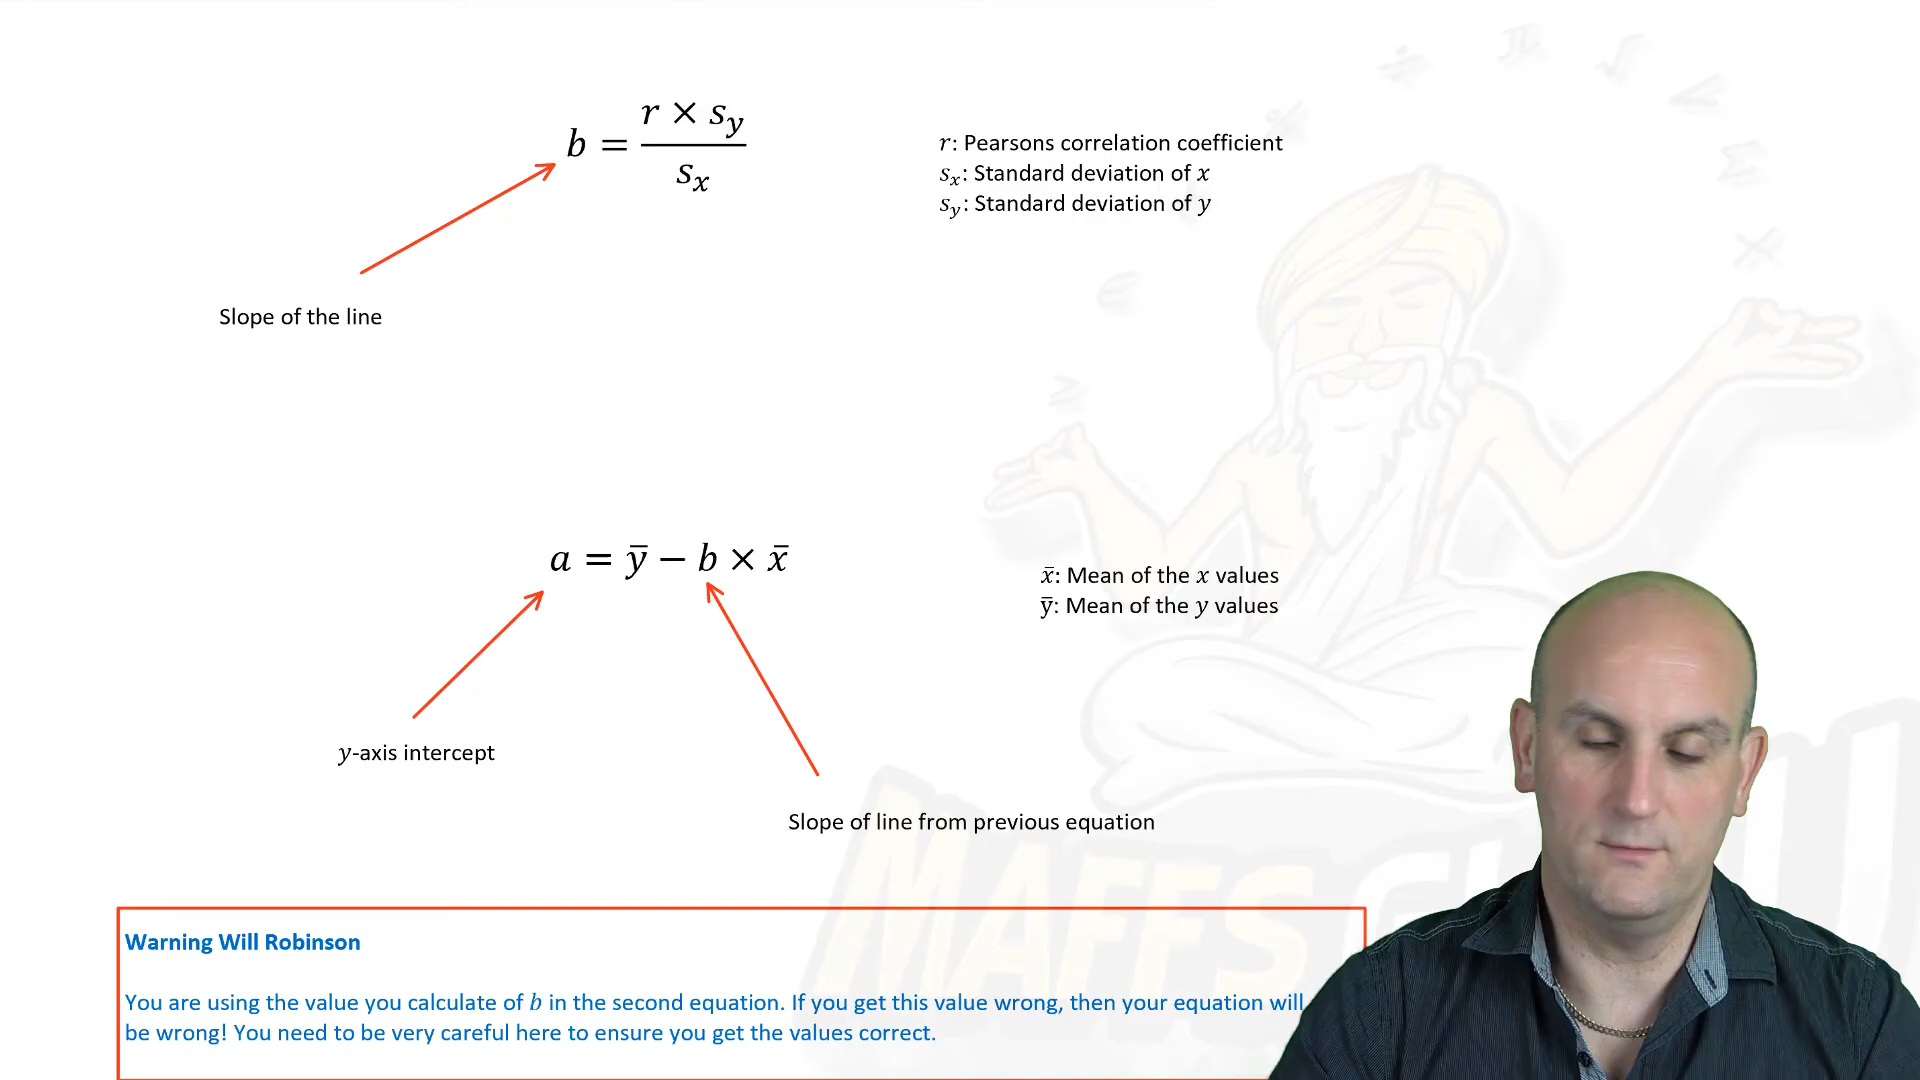 b = (r × s_y) / s_x
r: Pearsons correlation coefficient
s_x: Standard deviation of x
s_y: Standard deviation of y
Slope of the line
a = ȳ − b × x̄
x̄: Mean of the x values
ȳ: Mean of the y values
y-axis intercept
Slope of line from previous equation
MAFFS
Warning Will Robinson
You are using the value you calculate of b in the second equation. If you get this value wrong, then your equation will
be wrong! You need to be very careful here to ensure you get the values correct.